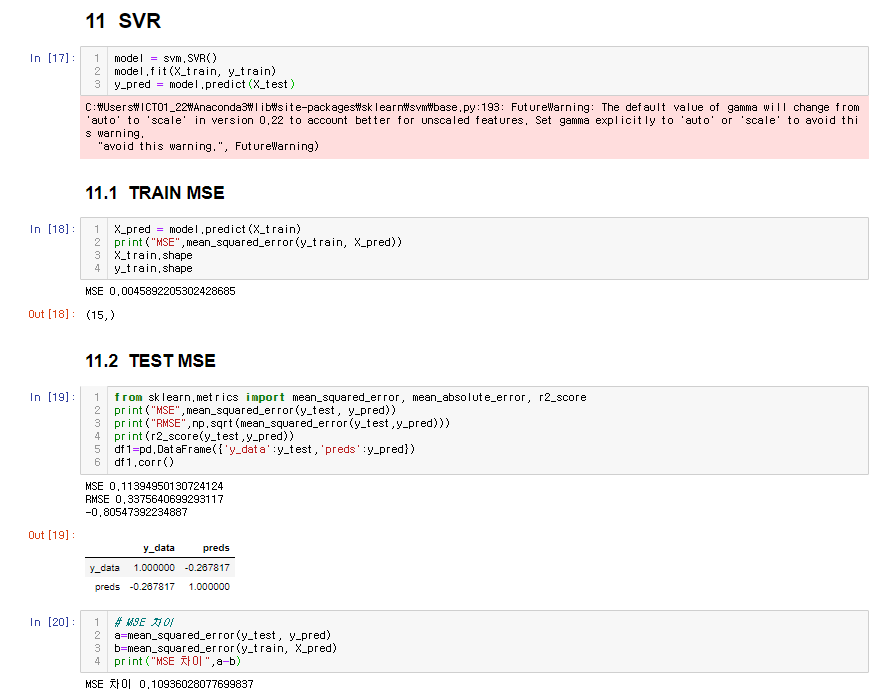 11 SVR
In [17]:
1 model = svm.SVR()
2 model.fit(X_train, y_train)
3 y_pred = model.predict(X_test)
C:₩Users₩ICT01_22₩Anaconda3₩lib₩site-packages₩sklearn₩svm₩base.py:193: FutureWarning: The default value of gamma will change from
'auto' to 'scale' in version 0.22 to account better for unscaled features. Set gamma explicitly to 'auto' or 'scale' to avoid thi
s warning.
"avoid this warning.", FutureWarning)
11.1 TRAIN MSE
In [18]:
1 X_pred = model.predict(X_train)
2 print("MSE",mean_squared_error(y_train, X_pred))
3 X_train.shape
4 y_train.shape
MSE 0.0045892205302428685
Out[18]: (15,)
11.2 TEST MSE
In [19]:
1 from sklearn.metrics import mean_squared_error, mean_absolute_error, r2_score
2 print("MSE",mean_squared_error(y_test, y_pred))
3 print("RMSE",np.sqrt(mean_squared_error(y_test,y_pred)))
4 print(r2_score(y_test,y_pred))
5 df1=pd.DataFrame({'y_data':y_test,'preds':y_pred})
6 df1.corr()
MSE 0.11394950130724124
RMSE 0.3375640699293117
-0.80547392234887
Out[19]:
y_data preds
y_data 1.000000 -0.267817
preds -0.267817 1.000000
In [20]:
1 # MSE 차이
2 a=mean_squared_error(y_test, y_pred)
3 b=mean_squared_error(y_train, X_pred)
4 print("MSE 차이",a-b)
MSE 차이 0.10936028077699837